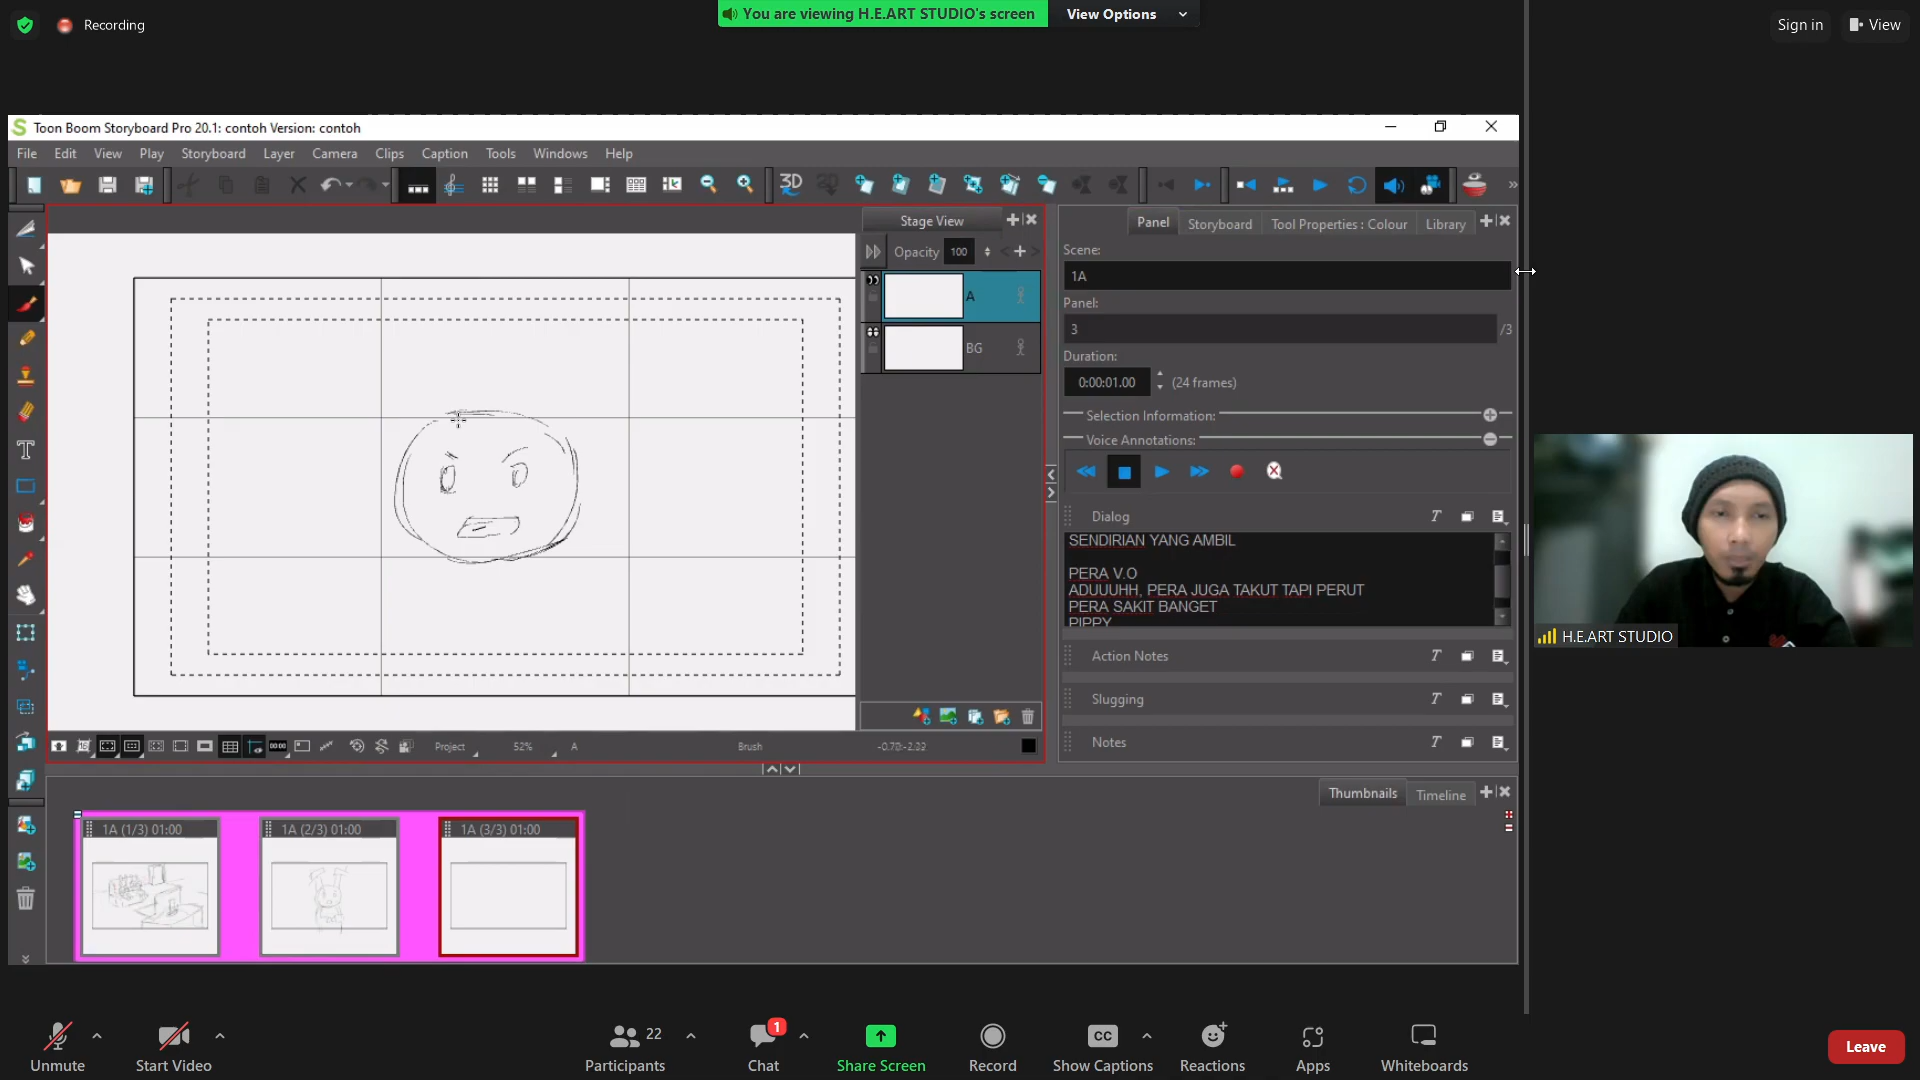 Recording
You are viewing H.E.ART STUDIO's screen
View Options
Sign in
View
Toon Boom Storyboard Pro 20.1: contoh Version: contoh
File Edit View Play Storyboard Layer Camera Clips Caption Tools Windows Help
3D
Stage View
Opacity 100
A
BG
Panel Storyboard Tool Properties : Colour Library
Scene:
1A
Panel:
3 /3
Duration:
0:00:01.00 (24 frames)
Selection Information:
Voice Annotations:
Dialog
SENDIRIAN YANG AMBIL
PERA V.O
ADUUUHH, PERA JUGA TAKUT TAPI PERUT
PERA SAKIT BANGET
PIPPY
Action Notes
Slugging
Notes
Project 52% A Brush
Thumbnails Timeline
1A (1/3) 01:00
1A (2/3) 01:00
1A (3/3) 01:00
H.E.ART STUDIO
Unmute
Start Video
22
Participants
1
Chat
Share Screen
Record
CC
Show Captions
Reactions
Apps
Whiteboards
Leave